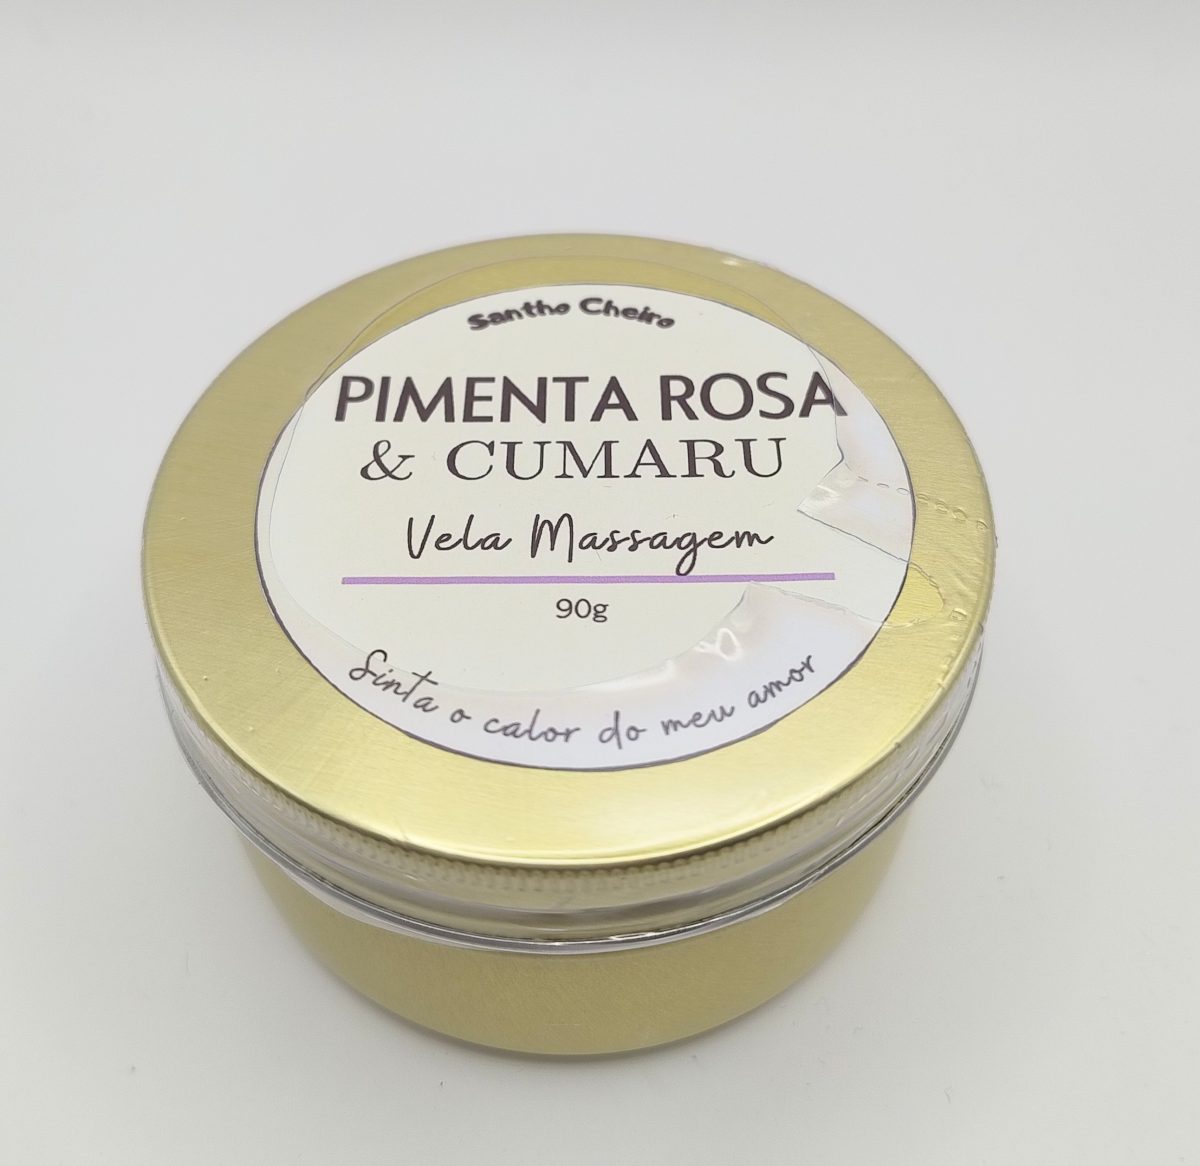 Santho Cheiro
PIMENTA ROSA
& CUMARU
Vela Massagem
90g
Sinta o calor do meu amor